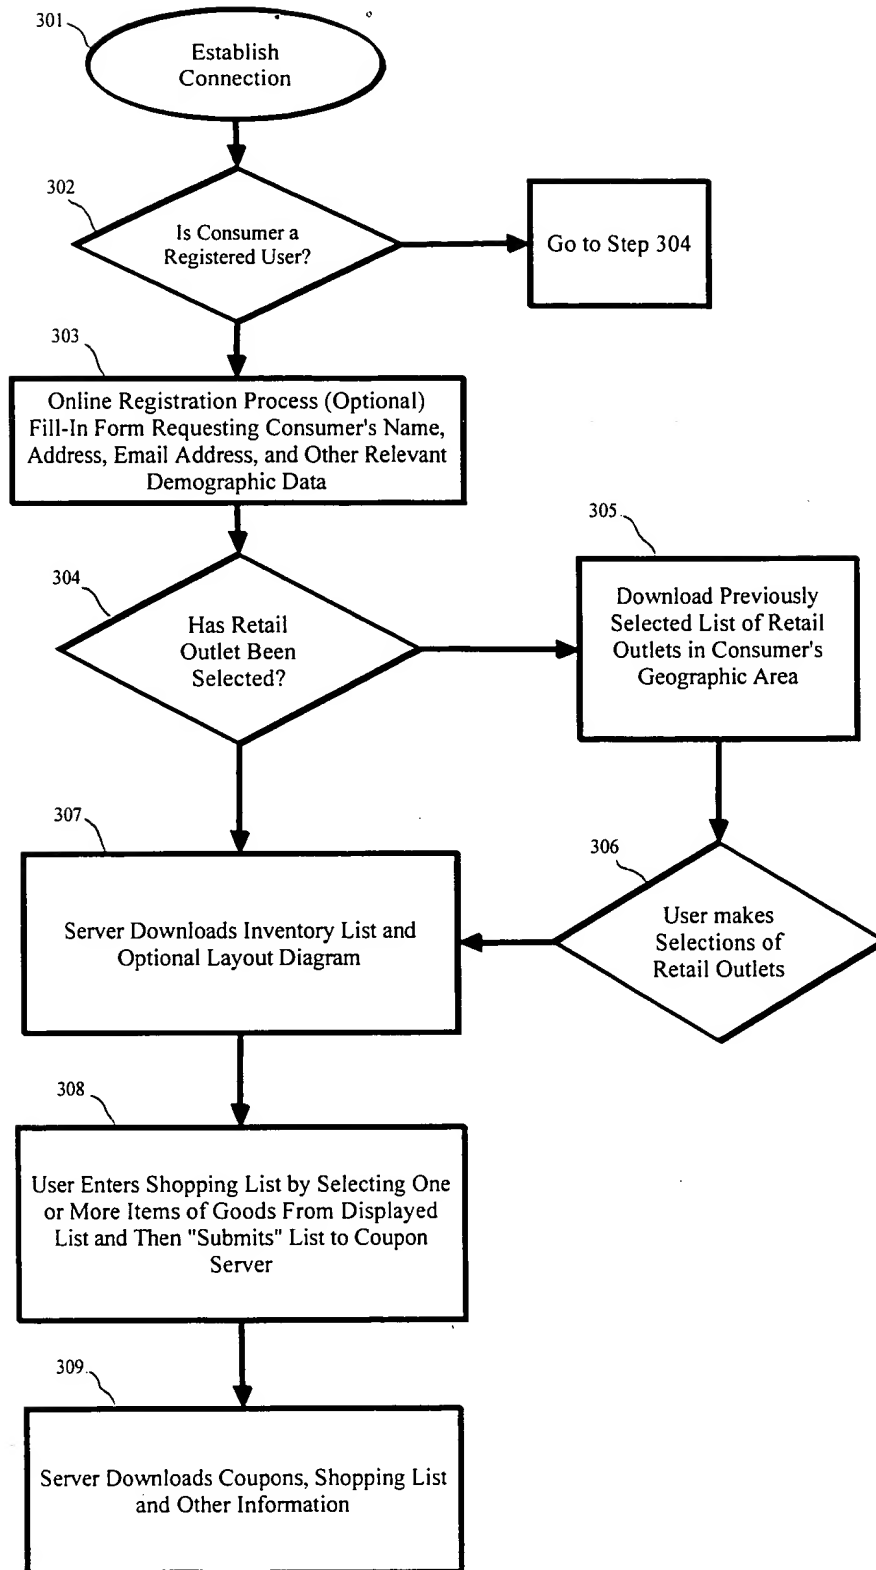 301
Establish
Connection
302
Is Consumer a
Registered User?
Go to Step 304
303
Online Registration Process (Optional)
Fill-In Form Requesting Consumer's Name,
Address, Email Address, and Other Relevant
Demographic Data
304
Has Retail
Outlet Been
Selected?
305
Download Previously
Selected List of Retail
Outlets in Consumer's
Geographic Area
306
User makes
Selections of
Retail Outlets
307
Server Downloads Inventory List and
Optional Layout Diagram
308
User Enters Shopping List by Selecting One
or More Items of Goods From Displayed
List and Then "Submits" List to Coupon
Server
309
Server Downloads Coupons, Shopping List
and Other Information